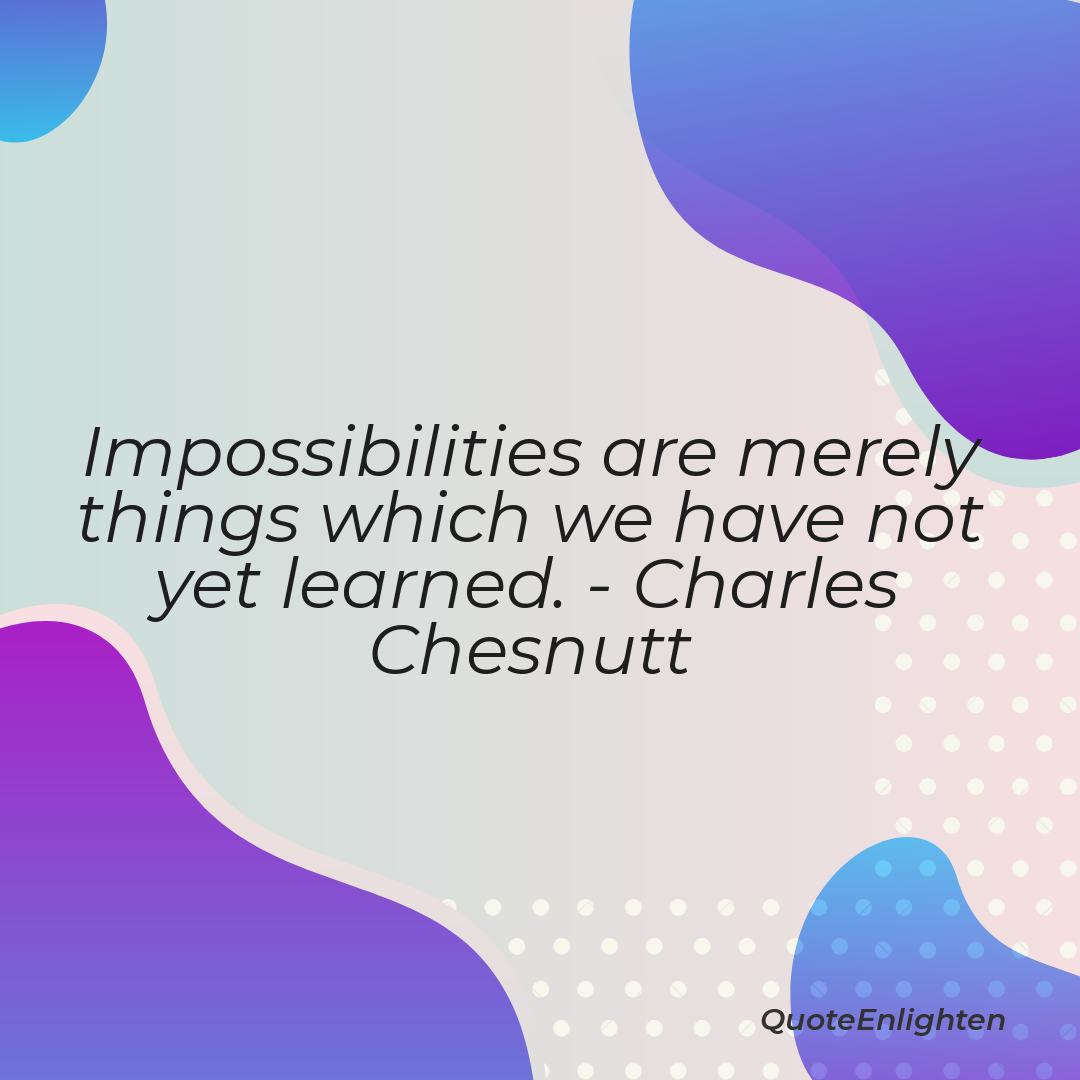 Impossibilities are merely
things which we have not
yet learned. - Charles
Chesnutt
QuoteEnlighten